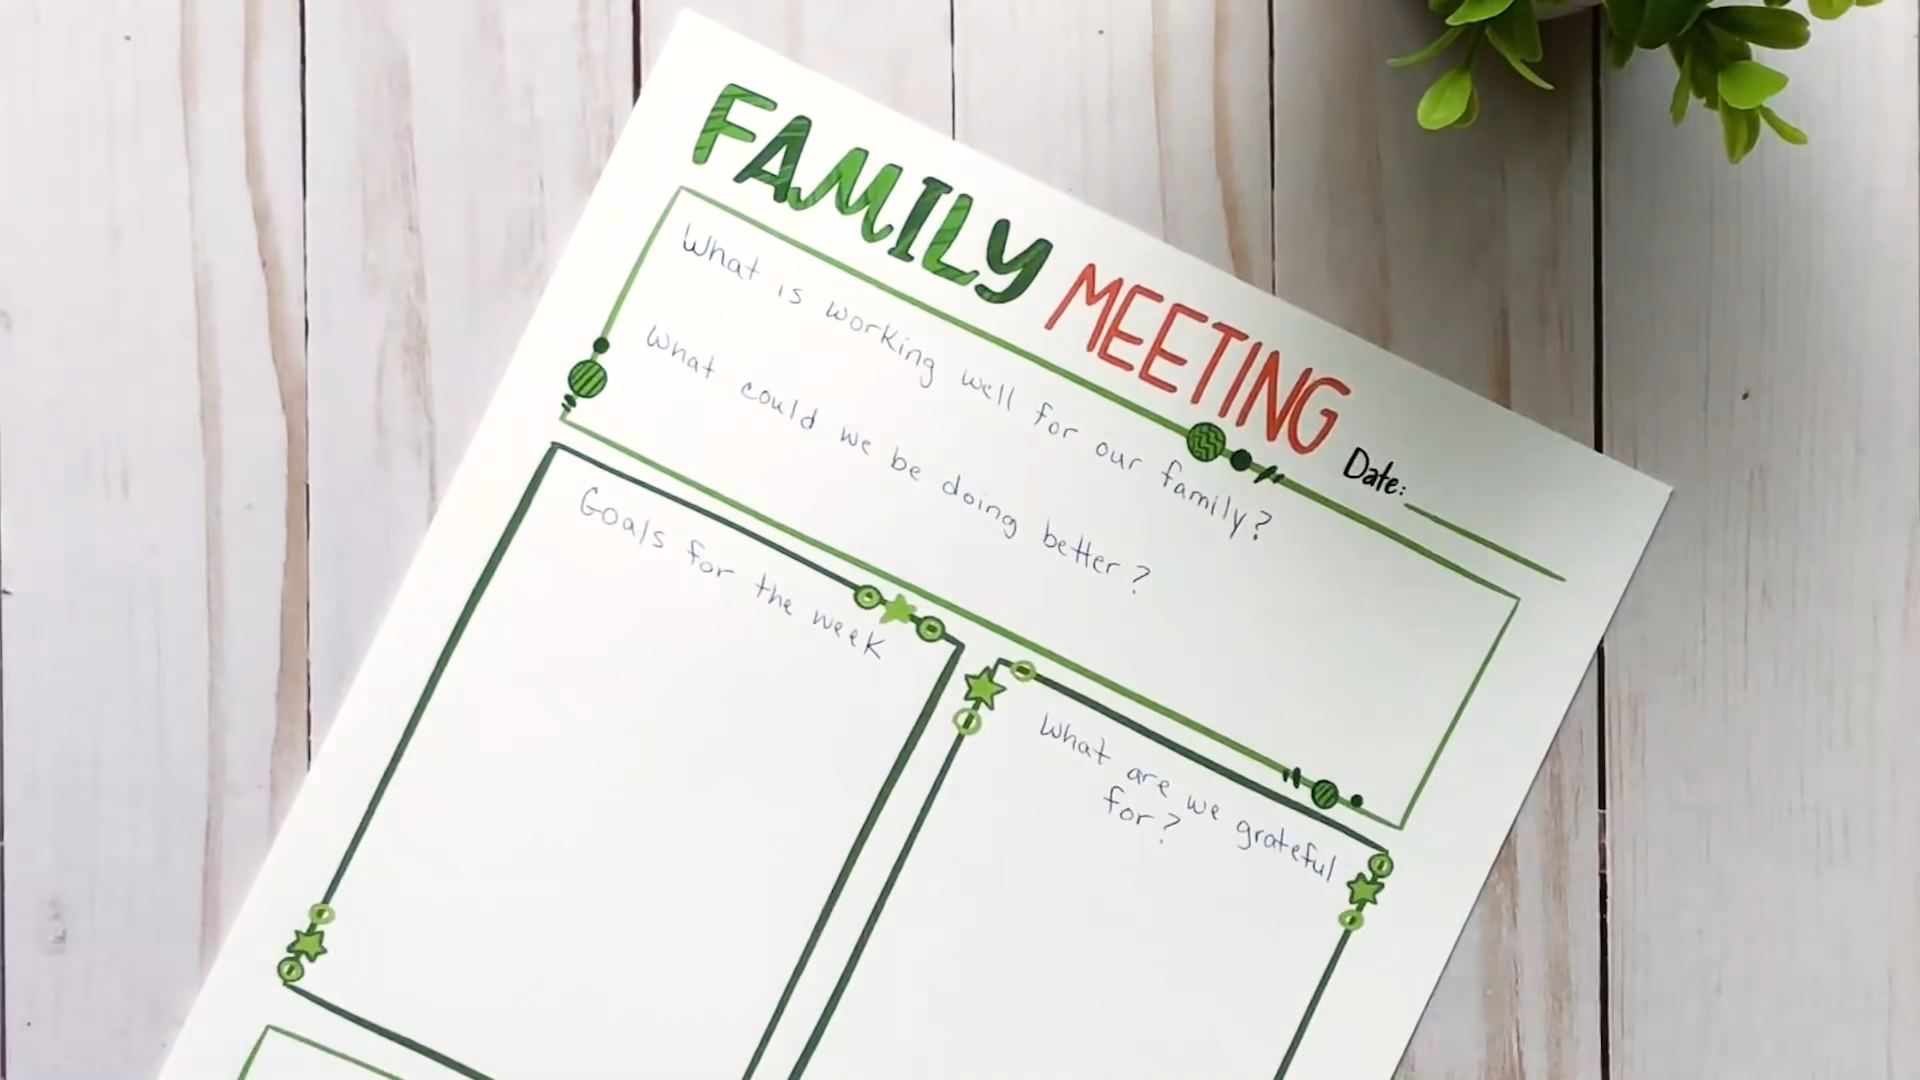 FAMILY MEETING
Date:
What is working well for our family?
What could we be doing better?
Goals for the week
What are we grateful
for?